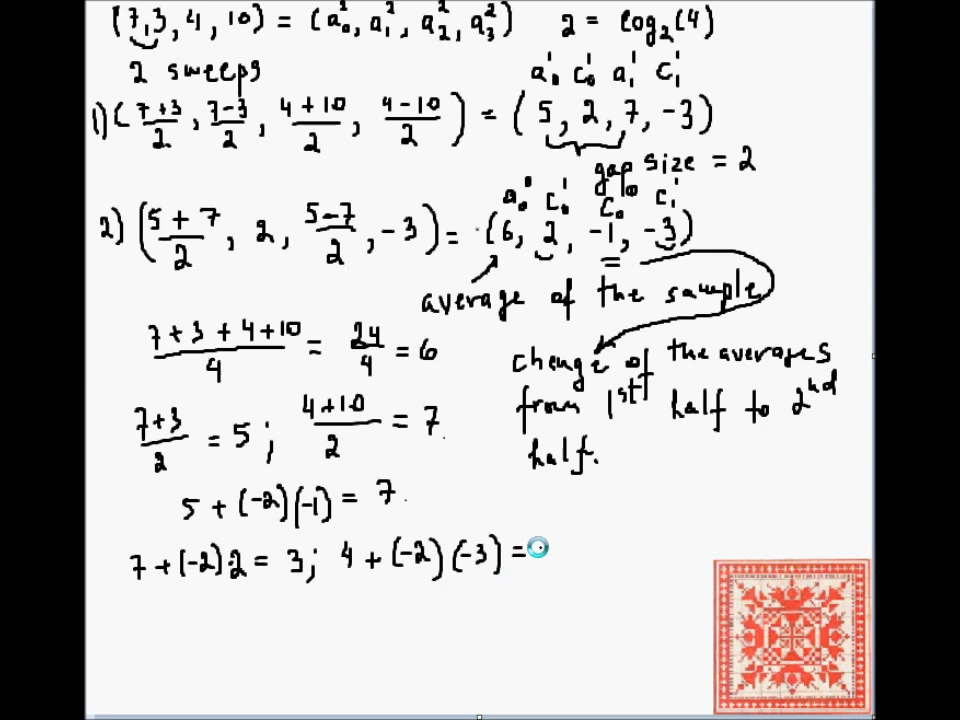 (7, 3, 4, 10) = (a₀², a₁², a₂², a₃²) 2 = log₂(4)
2 sweeps
a₀¹ c₀¹ a₁¹ c₁¹
1) ( (7+3)/2, (7-3)/2, (4+10)/2, (4-10)/2 ) = (5, 2, 7, -3)
gap size = 2
a₀⁰ c₀¹ c₀⁰ c₁¹
2) ( (5+7)/2, 2, (5-7)/2, -3 ) = (6, 2, -1, -3)
average of the sample
(7+3+4+10)/4 = 24/4 = 6
change of the averages
from 1st half to 2nd
half.
(7+3)/2 = 5; (4+10)/2 = 7.
5 + (-2)(-1) = 7.
7 + (-2)·2 = 3; 4 + (-2)(-3) =